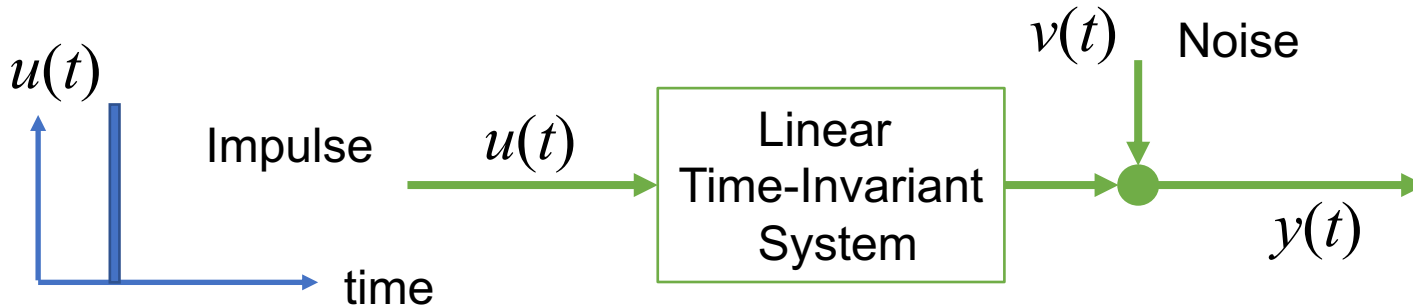 u(t)
Impulse
time
u(t)
Linear
Time-Invariant
System
v(t)
Noise
y(t)